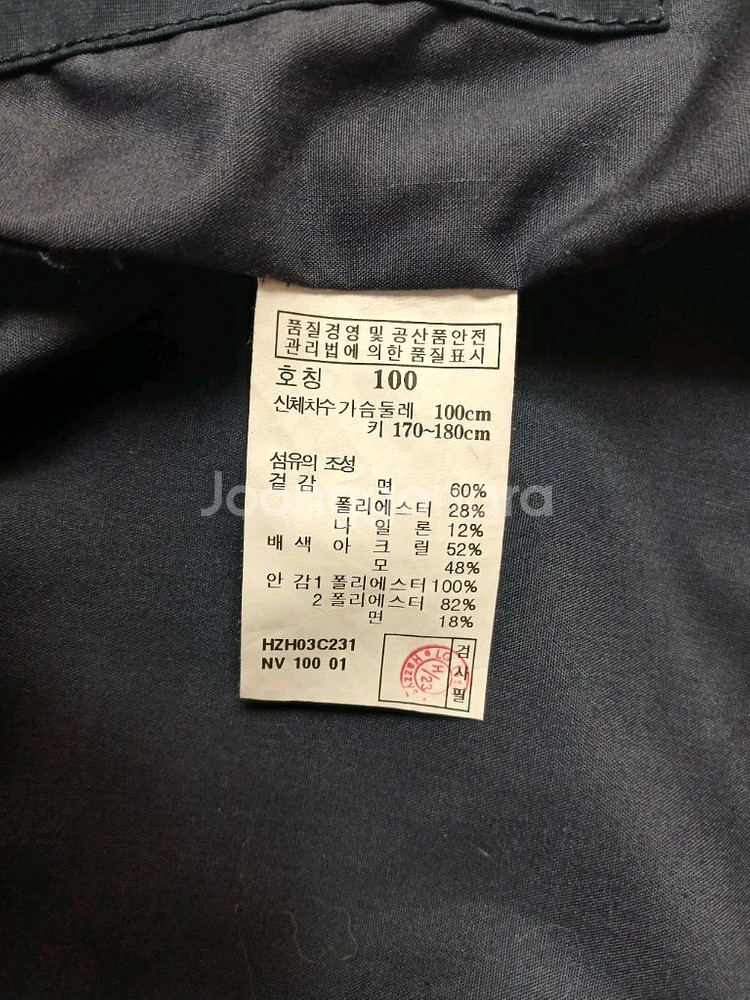 품질경영 및 공산품안전
관리법에 의한 품질표시
호칭 100
신체치수 가슴둘레 100cm
키 170~180cm
섬유의 조성
겉감 면 60%
폴리에스터 28%
나일론 12%
배색 아크릴 52%
모 48%
안감1 폴리에스터 100%
2 폴리에스터 82%
면 18%
HZH03C231
NV 100 01
검사필
H/23
Hazzy